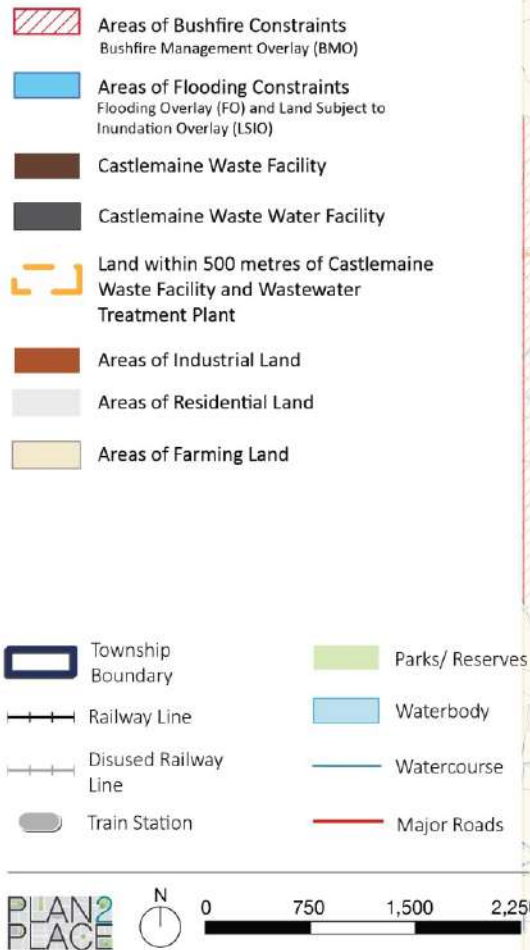 Areas of Bushfire Constraints
Bushfire Management Overlay (BMO)
Areas of Flooding Constraints
Flooding Overlay (FO) and Land Subject to
Inundation Overlay (LSIO)
Castlemaine Waste Facility
Castlemaine Waste Water Facility
Land within 500 metres of Castlemaine
Waste Facility and Wastewater
Treatment Plant
Areas of Industrial Land
Areas of Residential Land
Areas of Farming Land
Township
Boundary
Railway Line
Disused Railway
Line
Train Station
Parks/ Reserves
Waterbody
Watercourse
Major Roads
PLAN2
PLACE
N
0 750 1,500 2,25